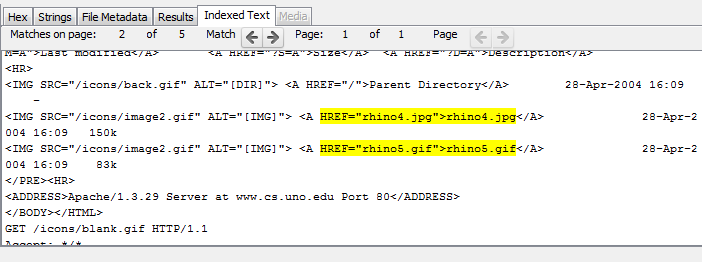 Hex Strings File Metadata Results Indexed Text Media
Matches on page: 2 of 5 Match Page: 1 of 1 Page
M=A">Last modified</A> <A HREF="?S=A">Size</A> <A HREF="?D=A">Description</A>
<HR>
<IMG SRC="/icons/back.gif" ALT="[DIR]"> <A HREF="/">Parent Directory</A> 28-Apr-2004 16:09
-
<IMG SRC="/icons/image2.gif" ALT="[IMG]"> <A HREF="rhino4.jpg">rhino4.jpg</A> 28-Apr-2
004 16:09 150k
<IMG SRC="/icons/image2.gif" ALT="[IMG]"> <A HREF="rhino5.gif">rhino5.gif</A> 28-Apr-2
004 16:09 83k
</PRE><HR>
<ADDRESS>Apache/1.3.29 Server at www.cs.uno.edu Port 80</ADDRESS>
</BODY></HTML>
GET /icons/blank.gif HTTP/1.1
Accept: */*